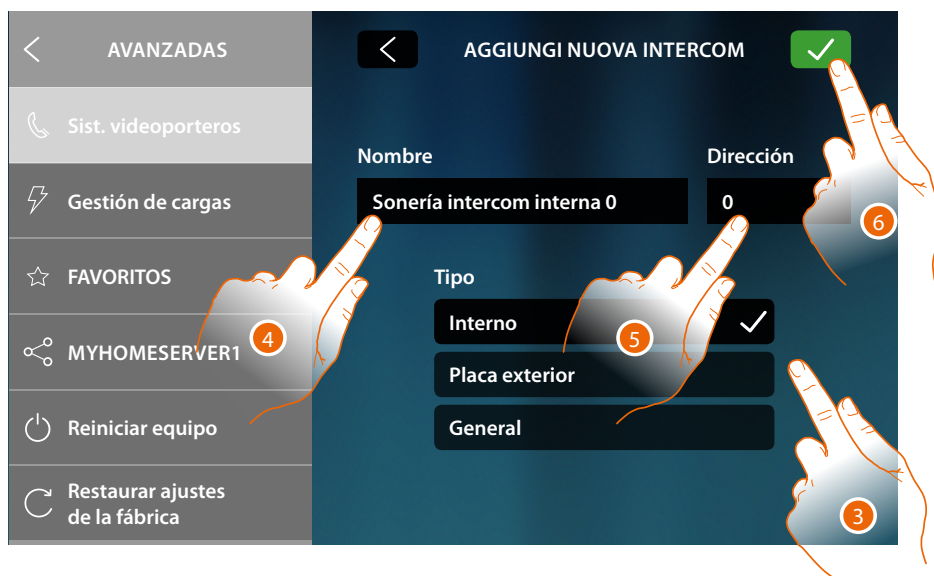 AVANZADAS
Sist. videoporteros
Gestión de cargas
FAVORITOS
MYHOMESERVER1
Reiniciar equipo
Restaurar ajustes
de la fábrica
AGGIUNGI NUOVA INTERCOM
Nombre
Dirección
Sonería intercom interna 0
0
Tipo
Interno
Placa exterior
General
4
5
6
3